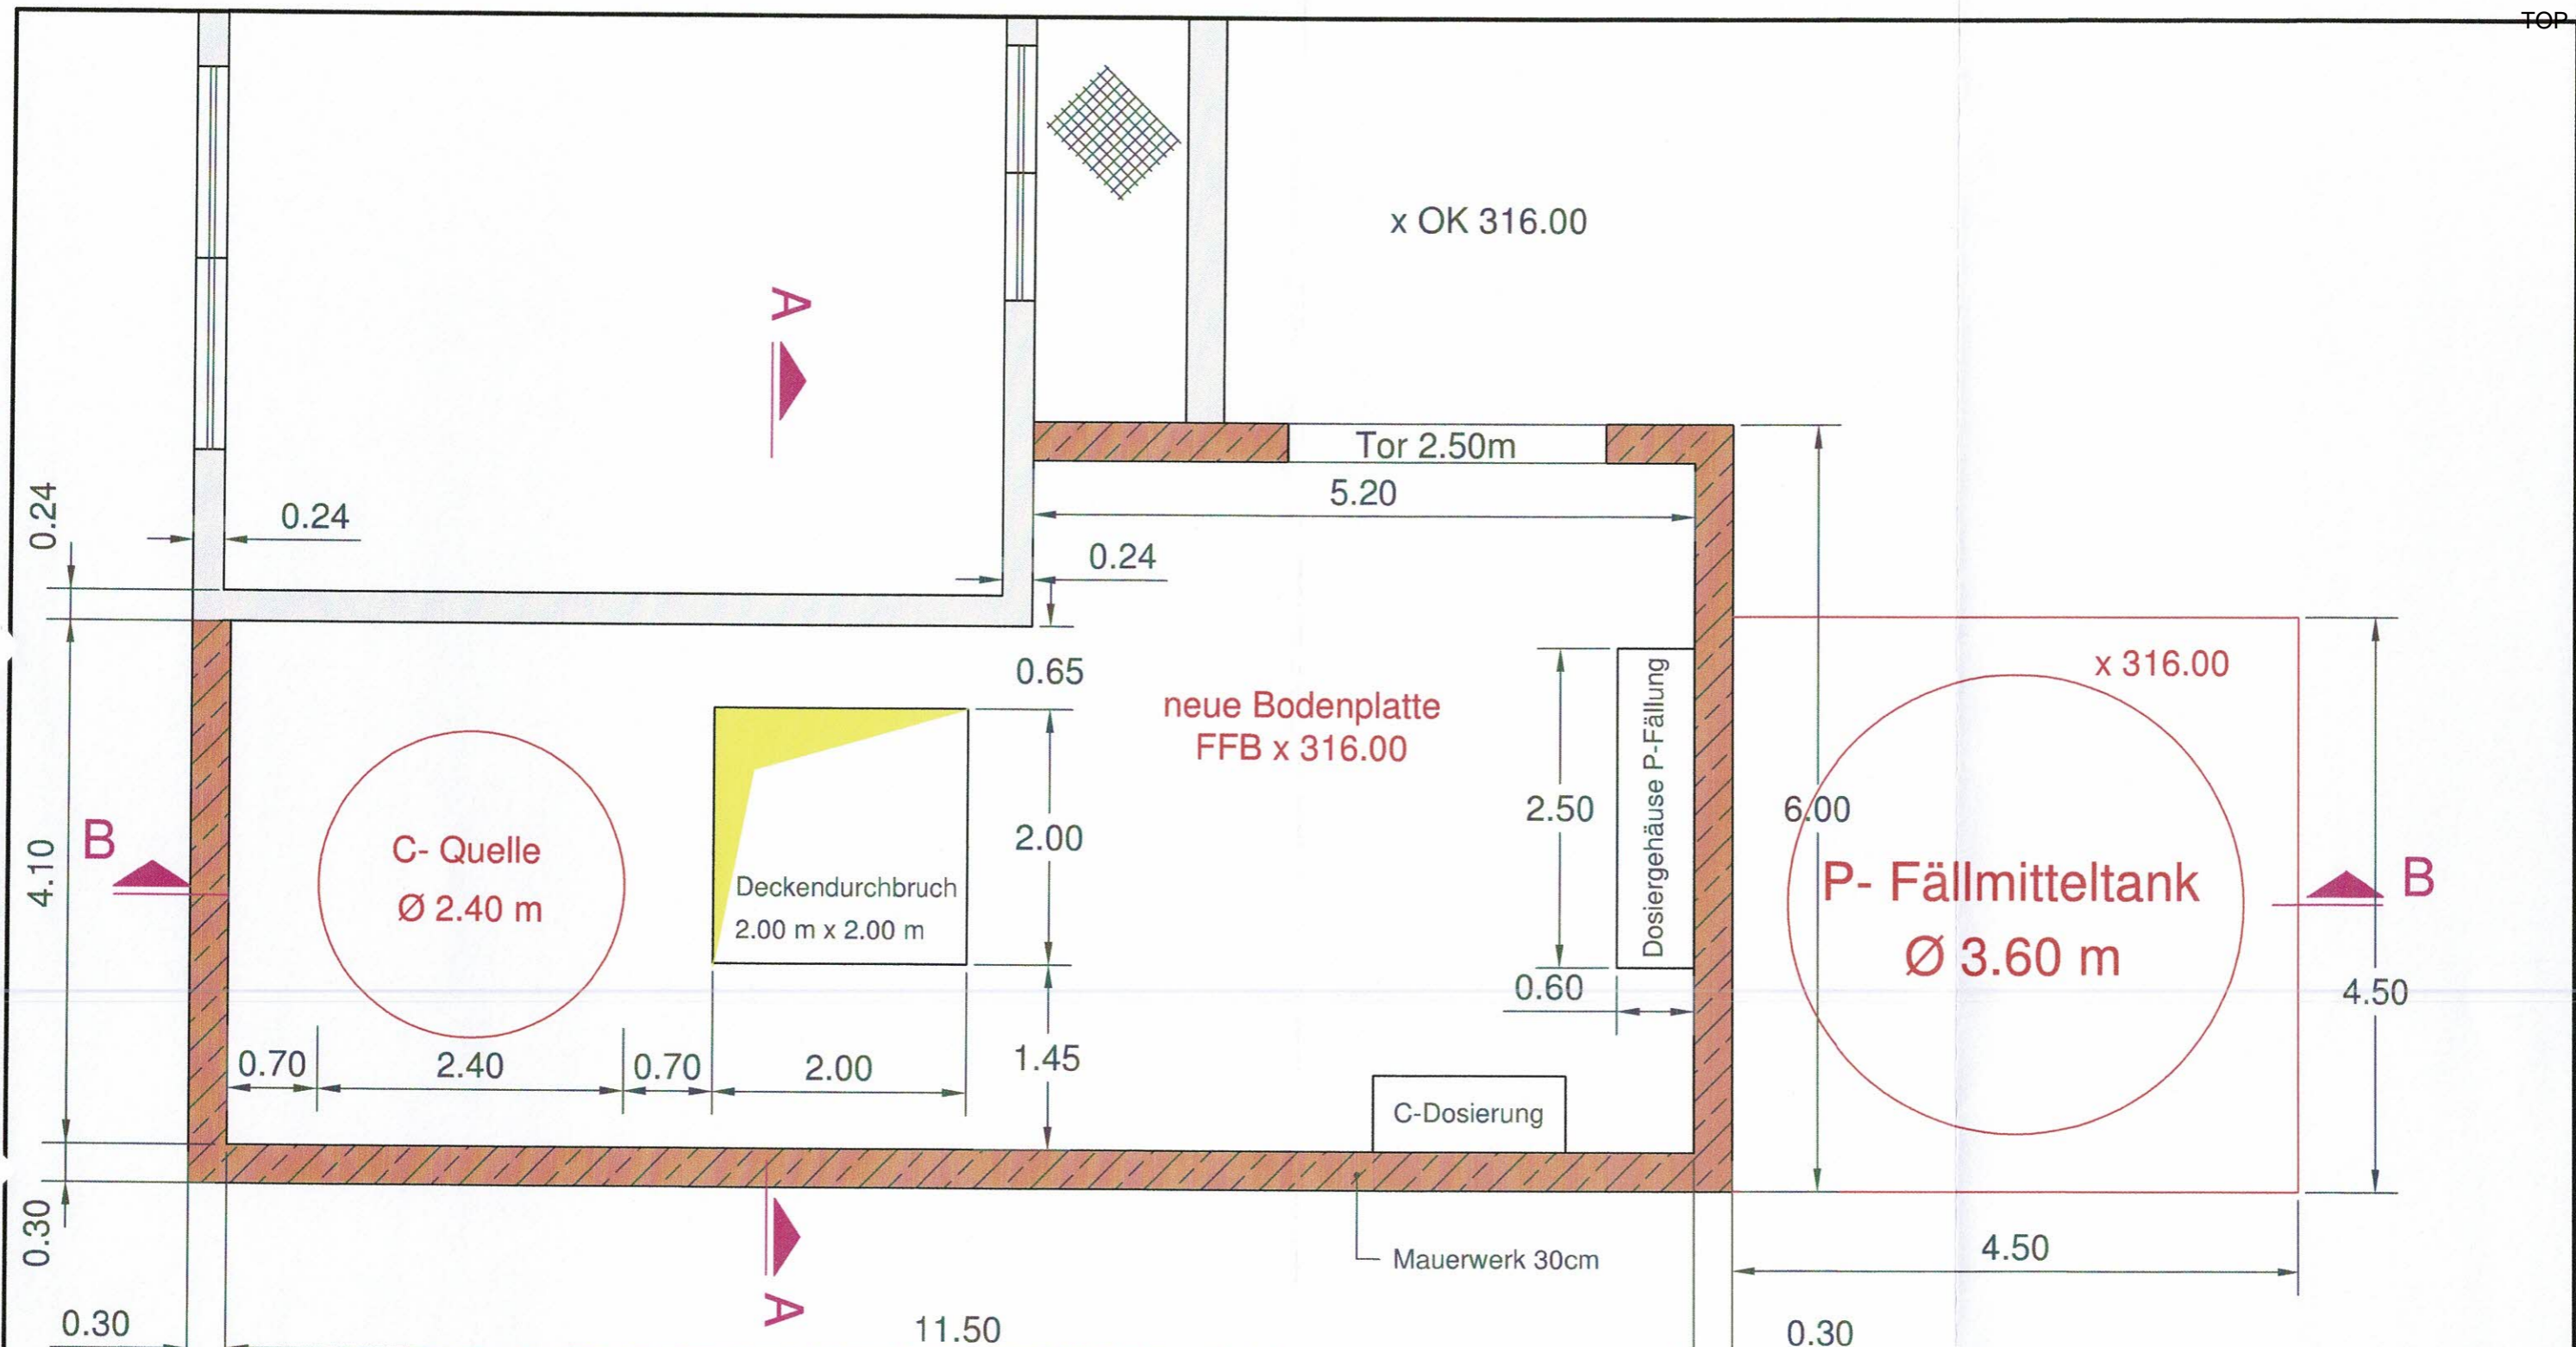 TOP
x OK 316.00
A
Tor 2.50m
5.20
0.24
0.24
0.24
0.65
neue Bodenplatte
FFB x 316.00
x 316.00
Dosiergehäuse P-Fällung
2.50
6.00
2.00
B
C- Quelle
Ø 2.40 m
Deckendurchbruch
2.00 m x 2.00 m
4.10
P- Fällmitteltank
Ø 3.60 m
B
4.50
0.60
0.70
2.40
0.70
2.00
1.45
C-Dosierung
0.30
Mauerwerk 30cm
4.50
A
0.30
11.50
0.30